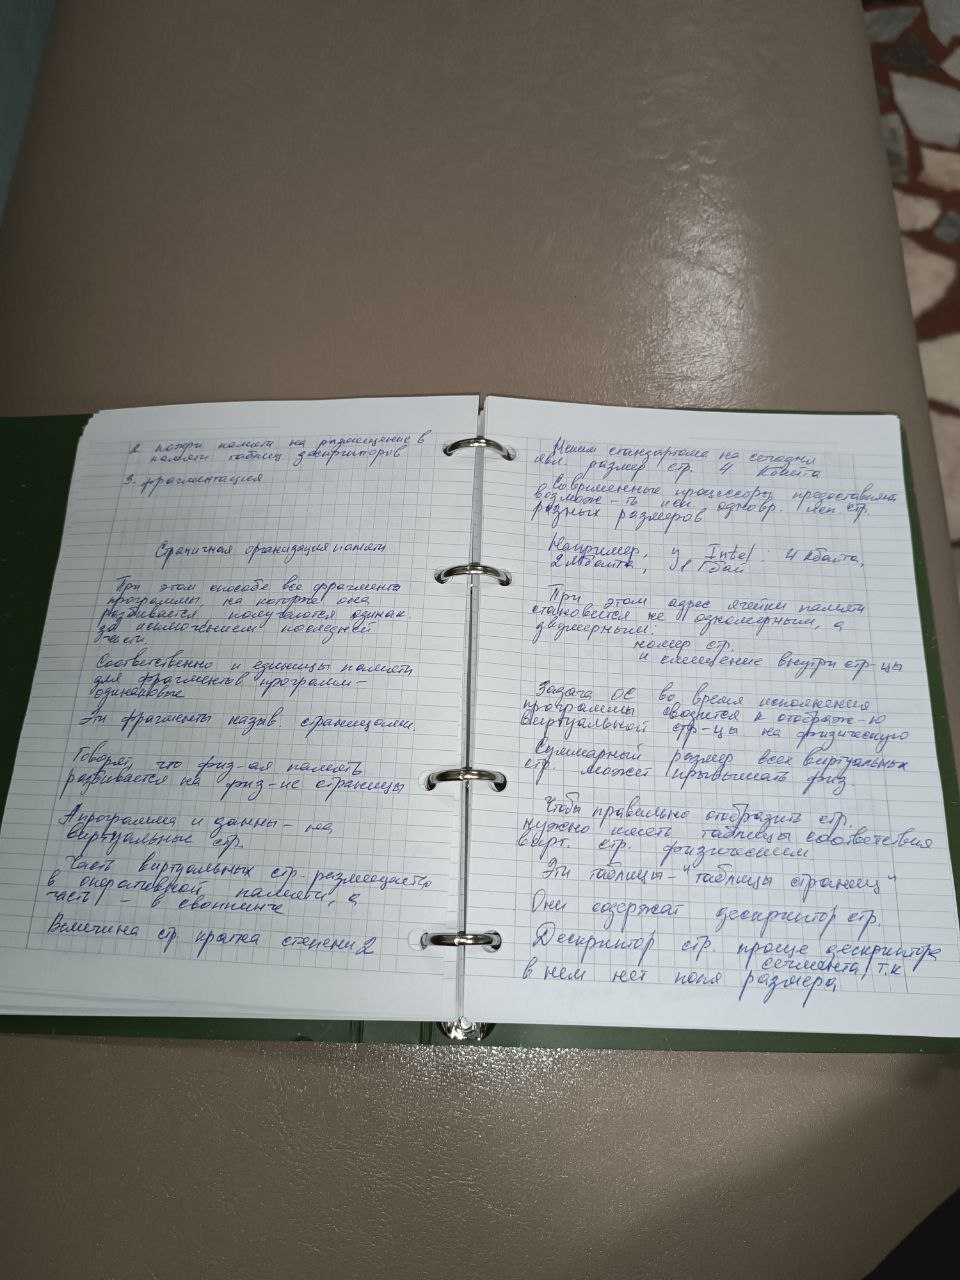 2. потери памяти на размещение в
памяти таблиц дескрипторов
3. фрагментация
Страничная организация памяти
При этом способе все фрагменты
программы, на которые она
разбивается получаются одинак.
за исключением последней
части.
Соответственно и единицы памяти
для фрагментов программ -
одинаковые
Эти фрагменты назыв. страницами.
Говорят, что физ-ая память
разбивается на физ-ие страницы
А программа и данны - на
виртуальные стр.
Часть виртуальных стр. размещается
в оперативной памяти, а
часть - в своппинге
Величина стр. кратна степени 2
стандартом на сегодня
явл. размер стр. 4 Кбайта
Современные процессоры предоставляют
возмож-ть исп. одновр. стр.
разных размеров
Например, у Intel: 4 Кбайта,
2 Мбайта, 1 Гбай
При этом адрес ячейки памяти
становится не одномерным, а
двумерным:
номер стр.
и смещение внутри стр-цы
Задача ОС во время исполнения
программы сводится к отображ-ю
виртуальной стр-цы на физическую
Суммарный размер всех виртуальных
стр. может привышать физ.
Чтобы правильно отобразить стр.
нужно иметь таблицы соответствия
вирт. стр. физическим
Эти таблицы - "таблицы страниц"
Они содержат дескриптор стр.
Дескриптор стр. проще дескриптора
сегмента, т.к
в нем нет поля размера